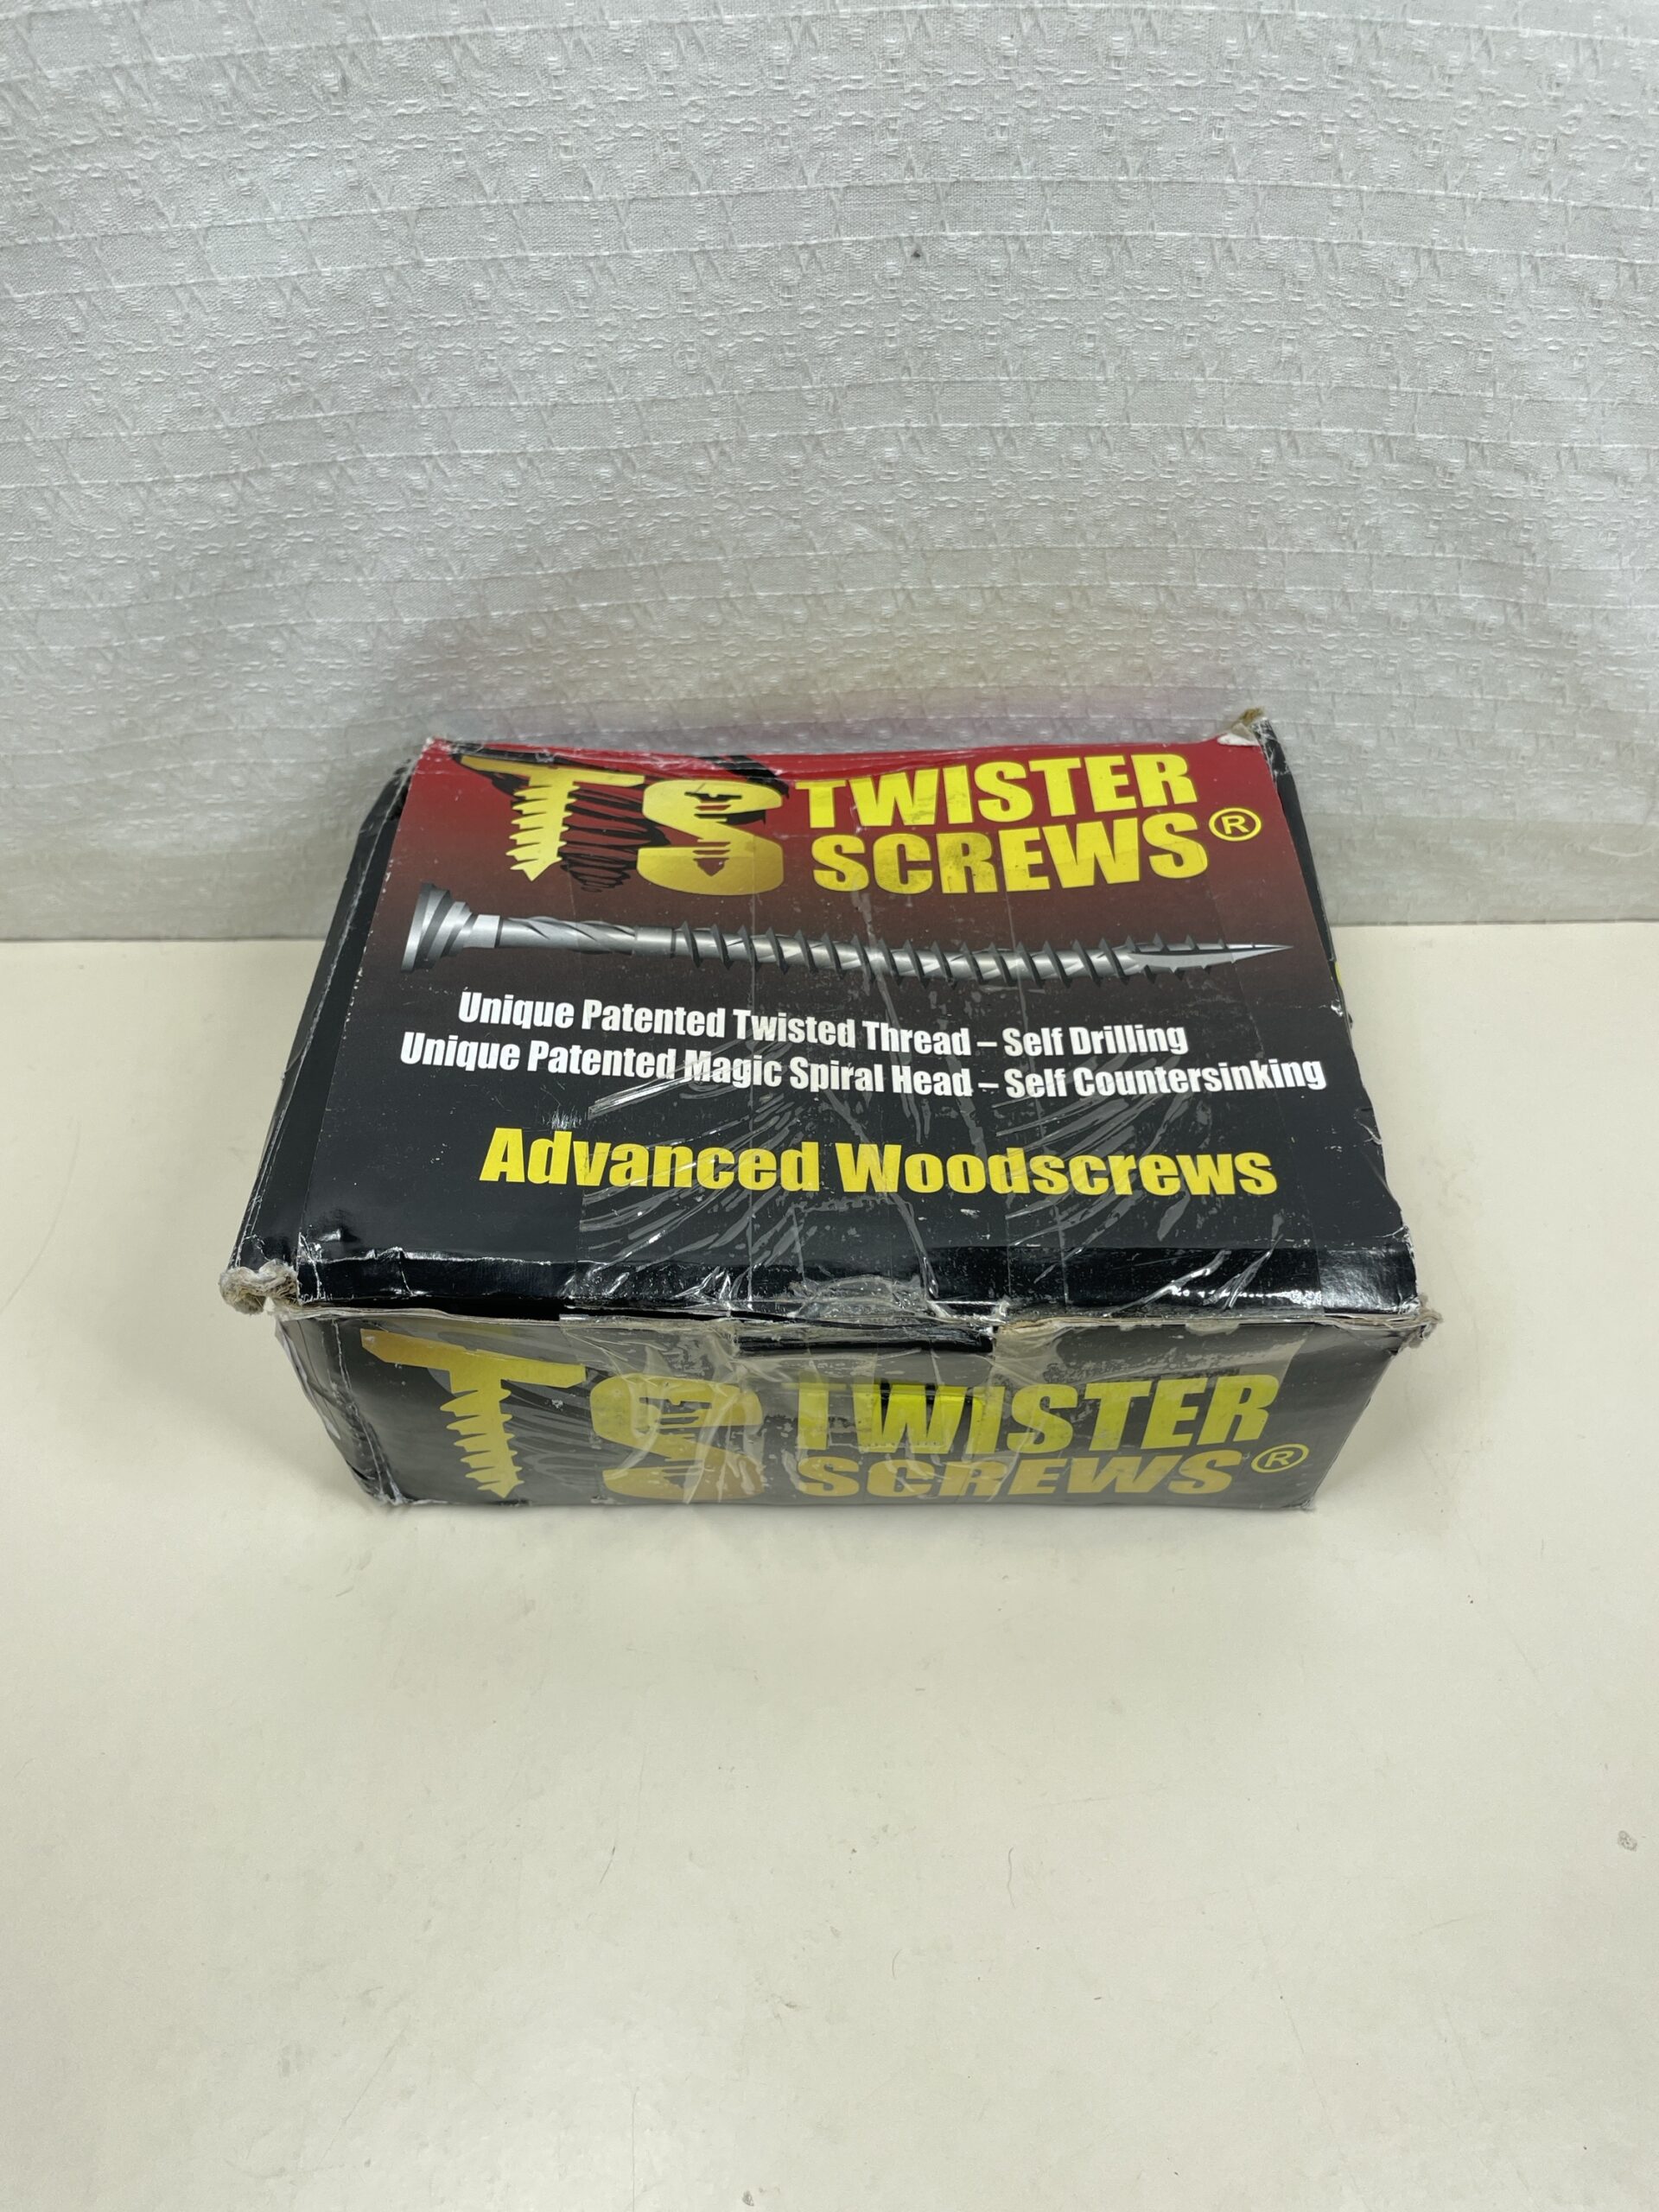 TS TWISTER
SCREWS®
Unique Patented Twisted Thread – Self Drilling
Unique Patented Magic Spiral Head – Self Countersinking
Advanced Woodscrews
TS TWISTER
SCREWS®